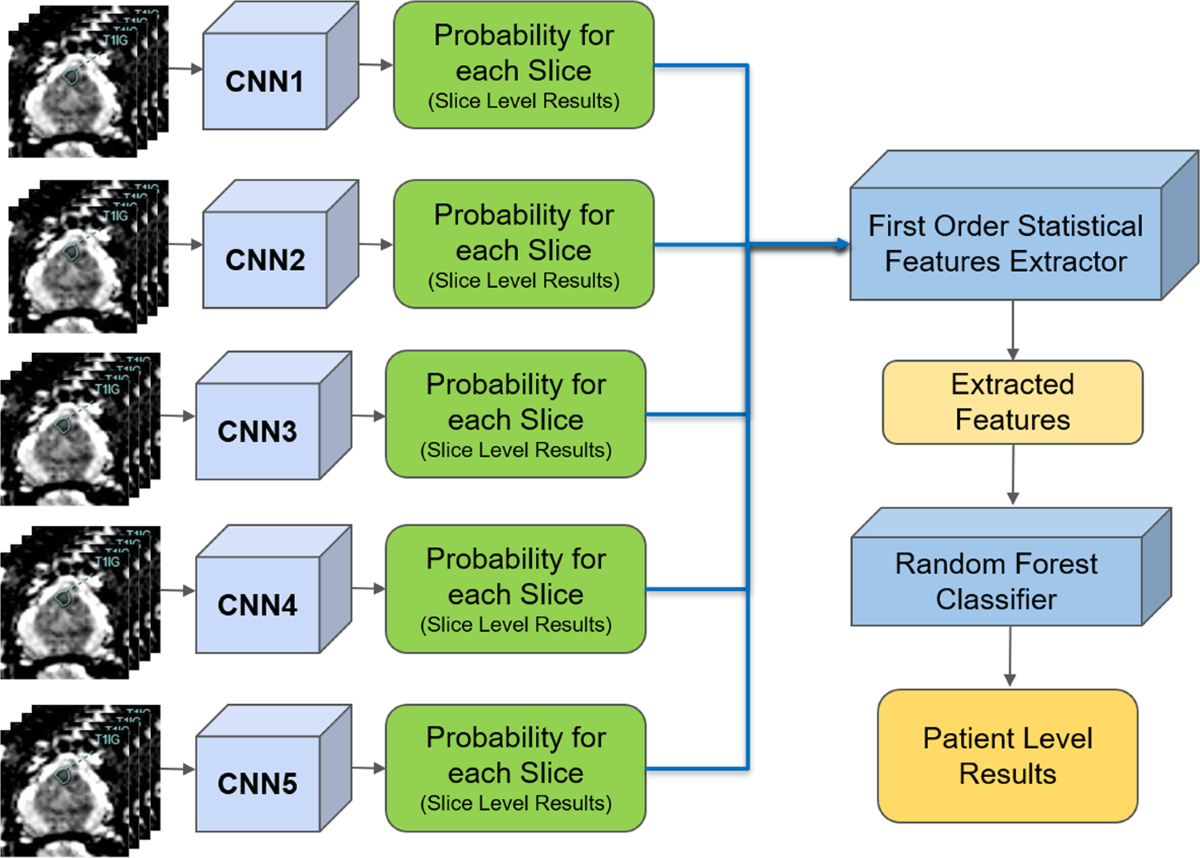 T1IG
T1IG
CNN1
Probability for
each Slice
(Slice Level Results)
T1IG
T1IG
CNN2
Probability for
each Slice
(Slice Level Results)
First Order Statistical
Features Extractor
T1IG
CNN3
Probability for
each Slice
(Slice Level Results)
Extracted
Features
T1IG
CNN4
Probability for
each Slice
(Slice Level Results)
Random Forest
Classifier
T1IG
CNN5
Probability for
each Slice
(Slice Level Results)
Patient Level
Results